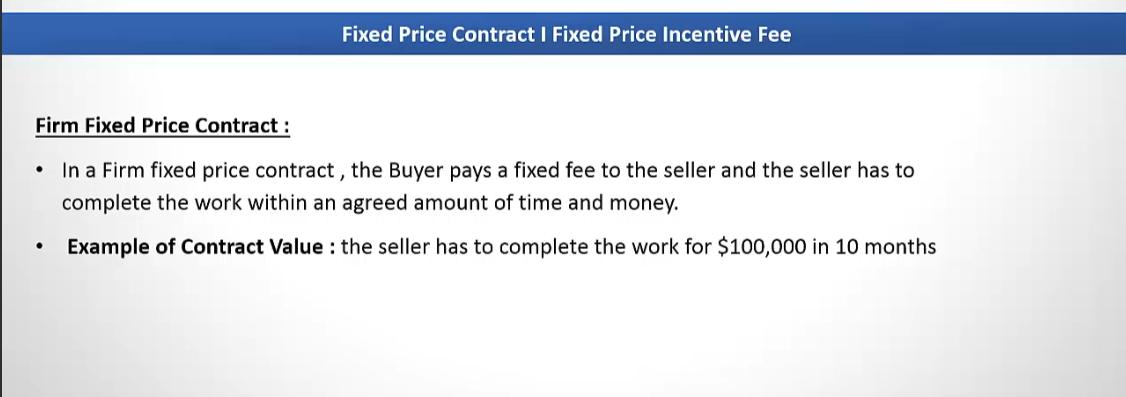 Fixed Price Contract I Fixed Price Incentive Fee
Firm Fixed Price Contract :
• In a Firm fixed price contract , the Buyer pays a fixed fee to the seller and the seller has to
complete the work within an agreed amount of time and money.
• Example of Contract Value : the seller has to complete the work for $100,000 in 10 months